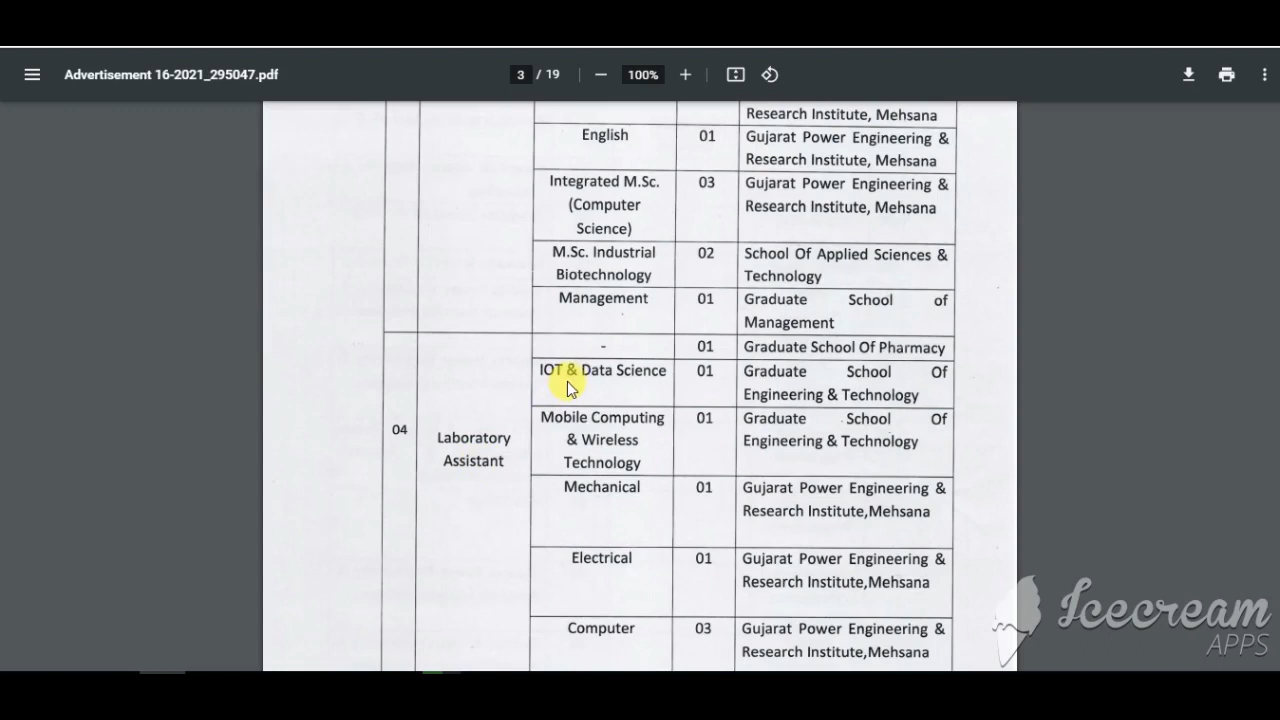 Advertisement 16-2021_295047.pdf
3 / 19
100%
Research Institute, Mehsana
English 01 Gujarat Power Engineering &
Research Institute, Mehsana
Integrated M.Sc. 03 Gujarat Power Engineering &
(Computer Research Institute, Mehsana
Science)
M.Sc. Industrial 02 School Of Applied Sciences &
Biotechnology Technology
Management 01 Graduate School of
Management
04 Laboratory
Assistant
- 01 Graduate School Of Pharmacy
IOT & Data Science 01 Graduate School Of
Engineering & Technology
Mobile Computing 01 Graduate School Of
& Wireless Engineering & Technology
Technology
Mechanical 01 Gujarat Power Engineering &
Research Institute,Mehsana
Electrical 01 Gujarat Power Engineering &
Research Institute,Mehsana
Computer 03 Gujarat Power Engineering &
Research Institute,Mehsana
Icecream
APPS